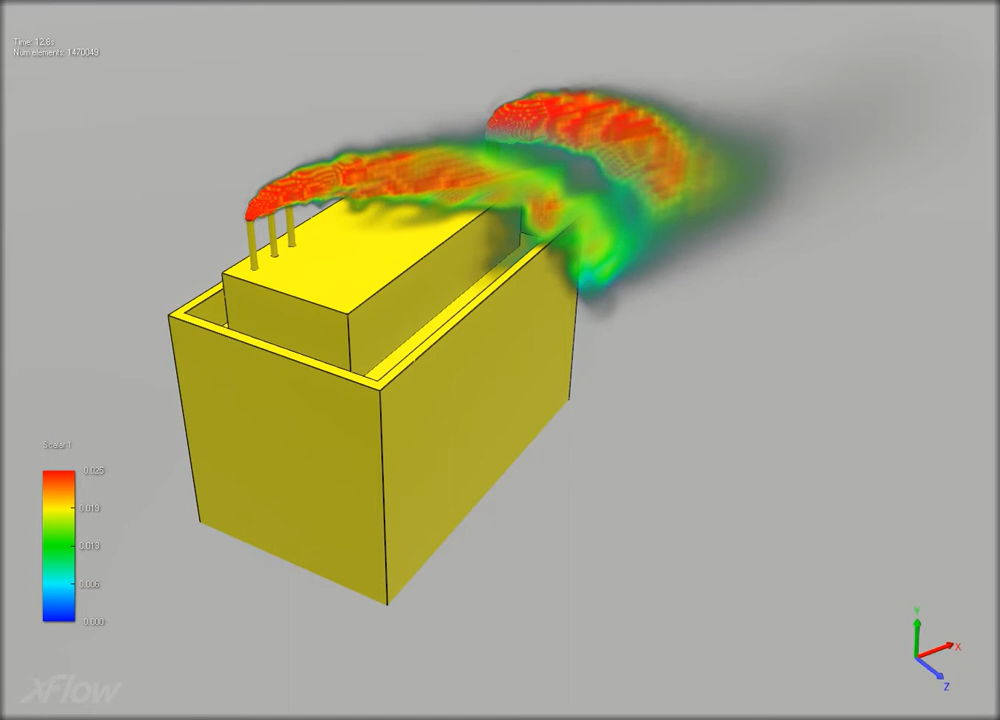 Time: 12.8s
Num elements: 1470049
Scalar 1
0.025
0.019
0.013
0.006
0.000
Y
X
Z
XFlow